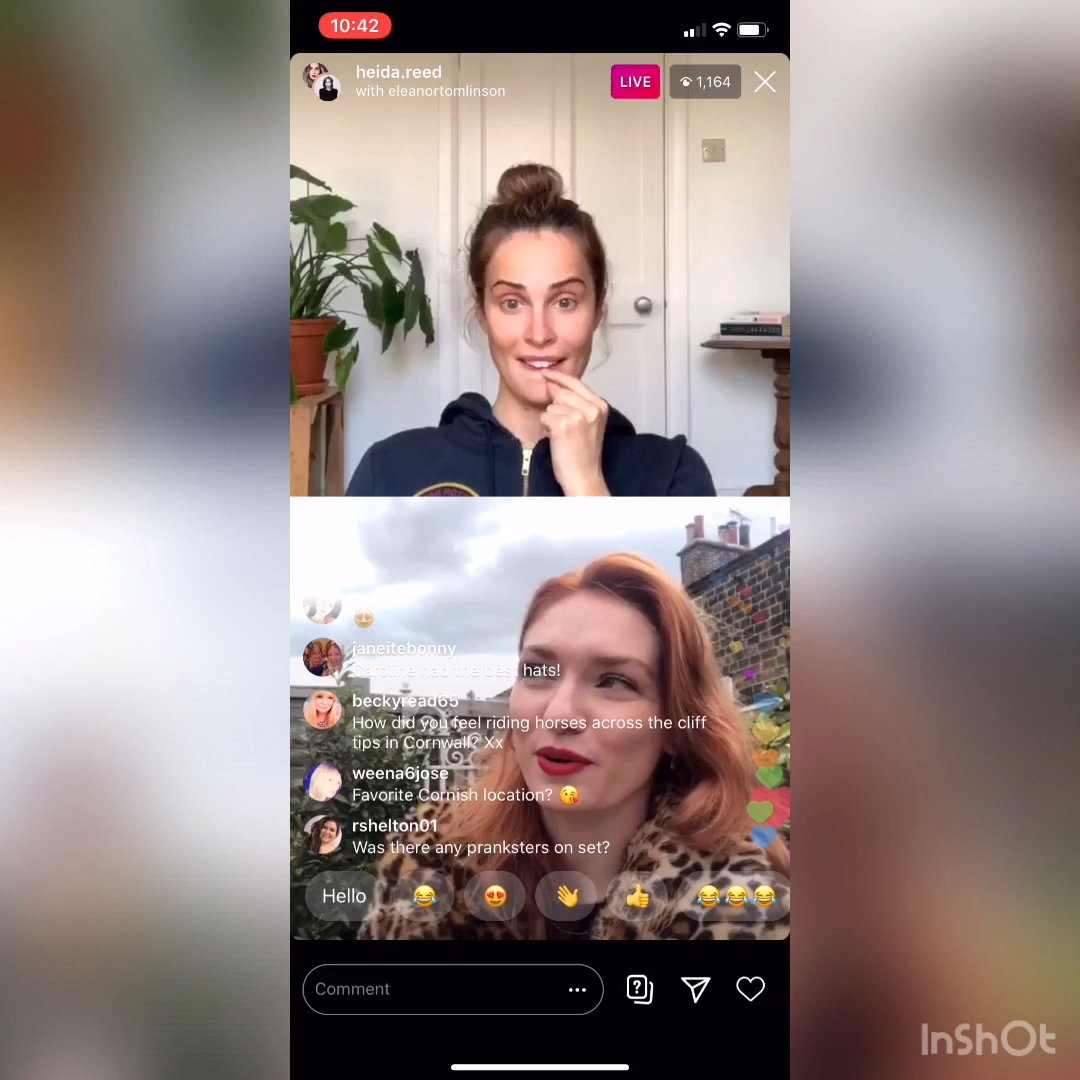 10:42
heida.reed
with eleanortomlinson
LIVE
1,164
janeitebonny
Caroline had the best hats!
beckyread65
How did you feel riding horses across the cliff
tips in Cornwall? Xx
weena6jose
Favorite Cornish location? 😘
rshelton01
Was there any pranksters on set?
Hello
Comment
InShOt